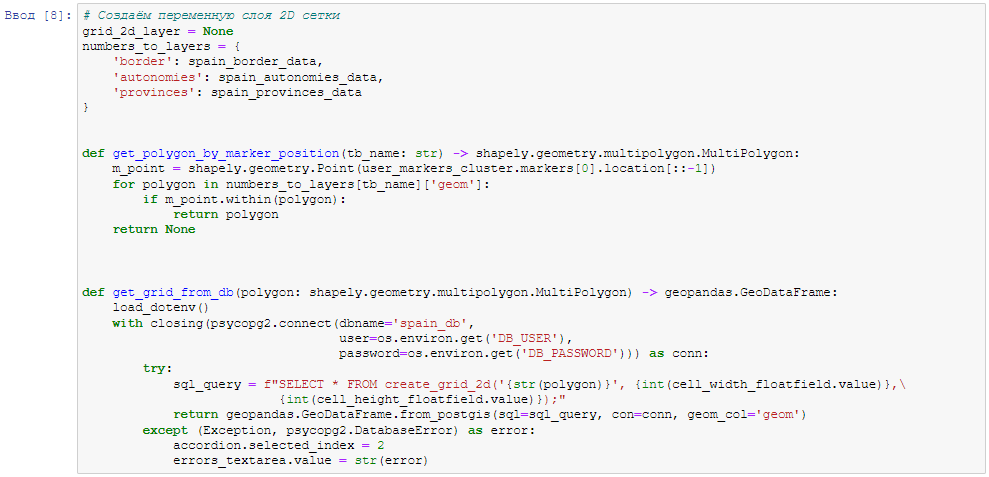 Ввод [8]: # Создаём переменную слоя 2D сетки
grid_2d_layer = None
numbers_to_layers = {
    'border': spain_border_data,
    'autonomies': spain_autonomies_data,
    'provinces': spain_provinces_data
}
def get_polygon_by_marker_position(tb_name: str) -> shapely.geometry.multipolygon.MultiPolygon:
    m_point = shapely.geometry.Point(user_markers_cluster.markers[0].location[::-1])
    for polygon in numbers_to_layers[tb_name]['geom']:
        if m_point.within(polygon):
            return polygon
    return None
def get_grid_from_db(polygon: shapely.geometry.multipolygon.MultiPolygon) -> geopandas.GeoDataFrame:
    load_dotenv()
    with closing(psycopg2.connect(dbname='spain_db',
                                  user=os.environ.get('DB_USER'),
                                  password=os.environ.get('DB_PASSWORD'))) as conn:
        try:
            sql_query = f"SELECT * FROM create_grid_2d('{str(polygon)}', {int(cell_width_floatfield.value)},\
                          {int(cell_height_floatfield.value)});"
            return geopandas.GeoDataFrame.from_postgis(sql=sql_query, con=conn, geom_col='geom')
        except (Exception, psycopg2.DatabaseError) as error:
            accordion.selected_index = 2
            errors_textarea.value = str(error)